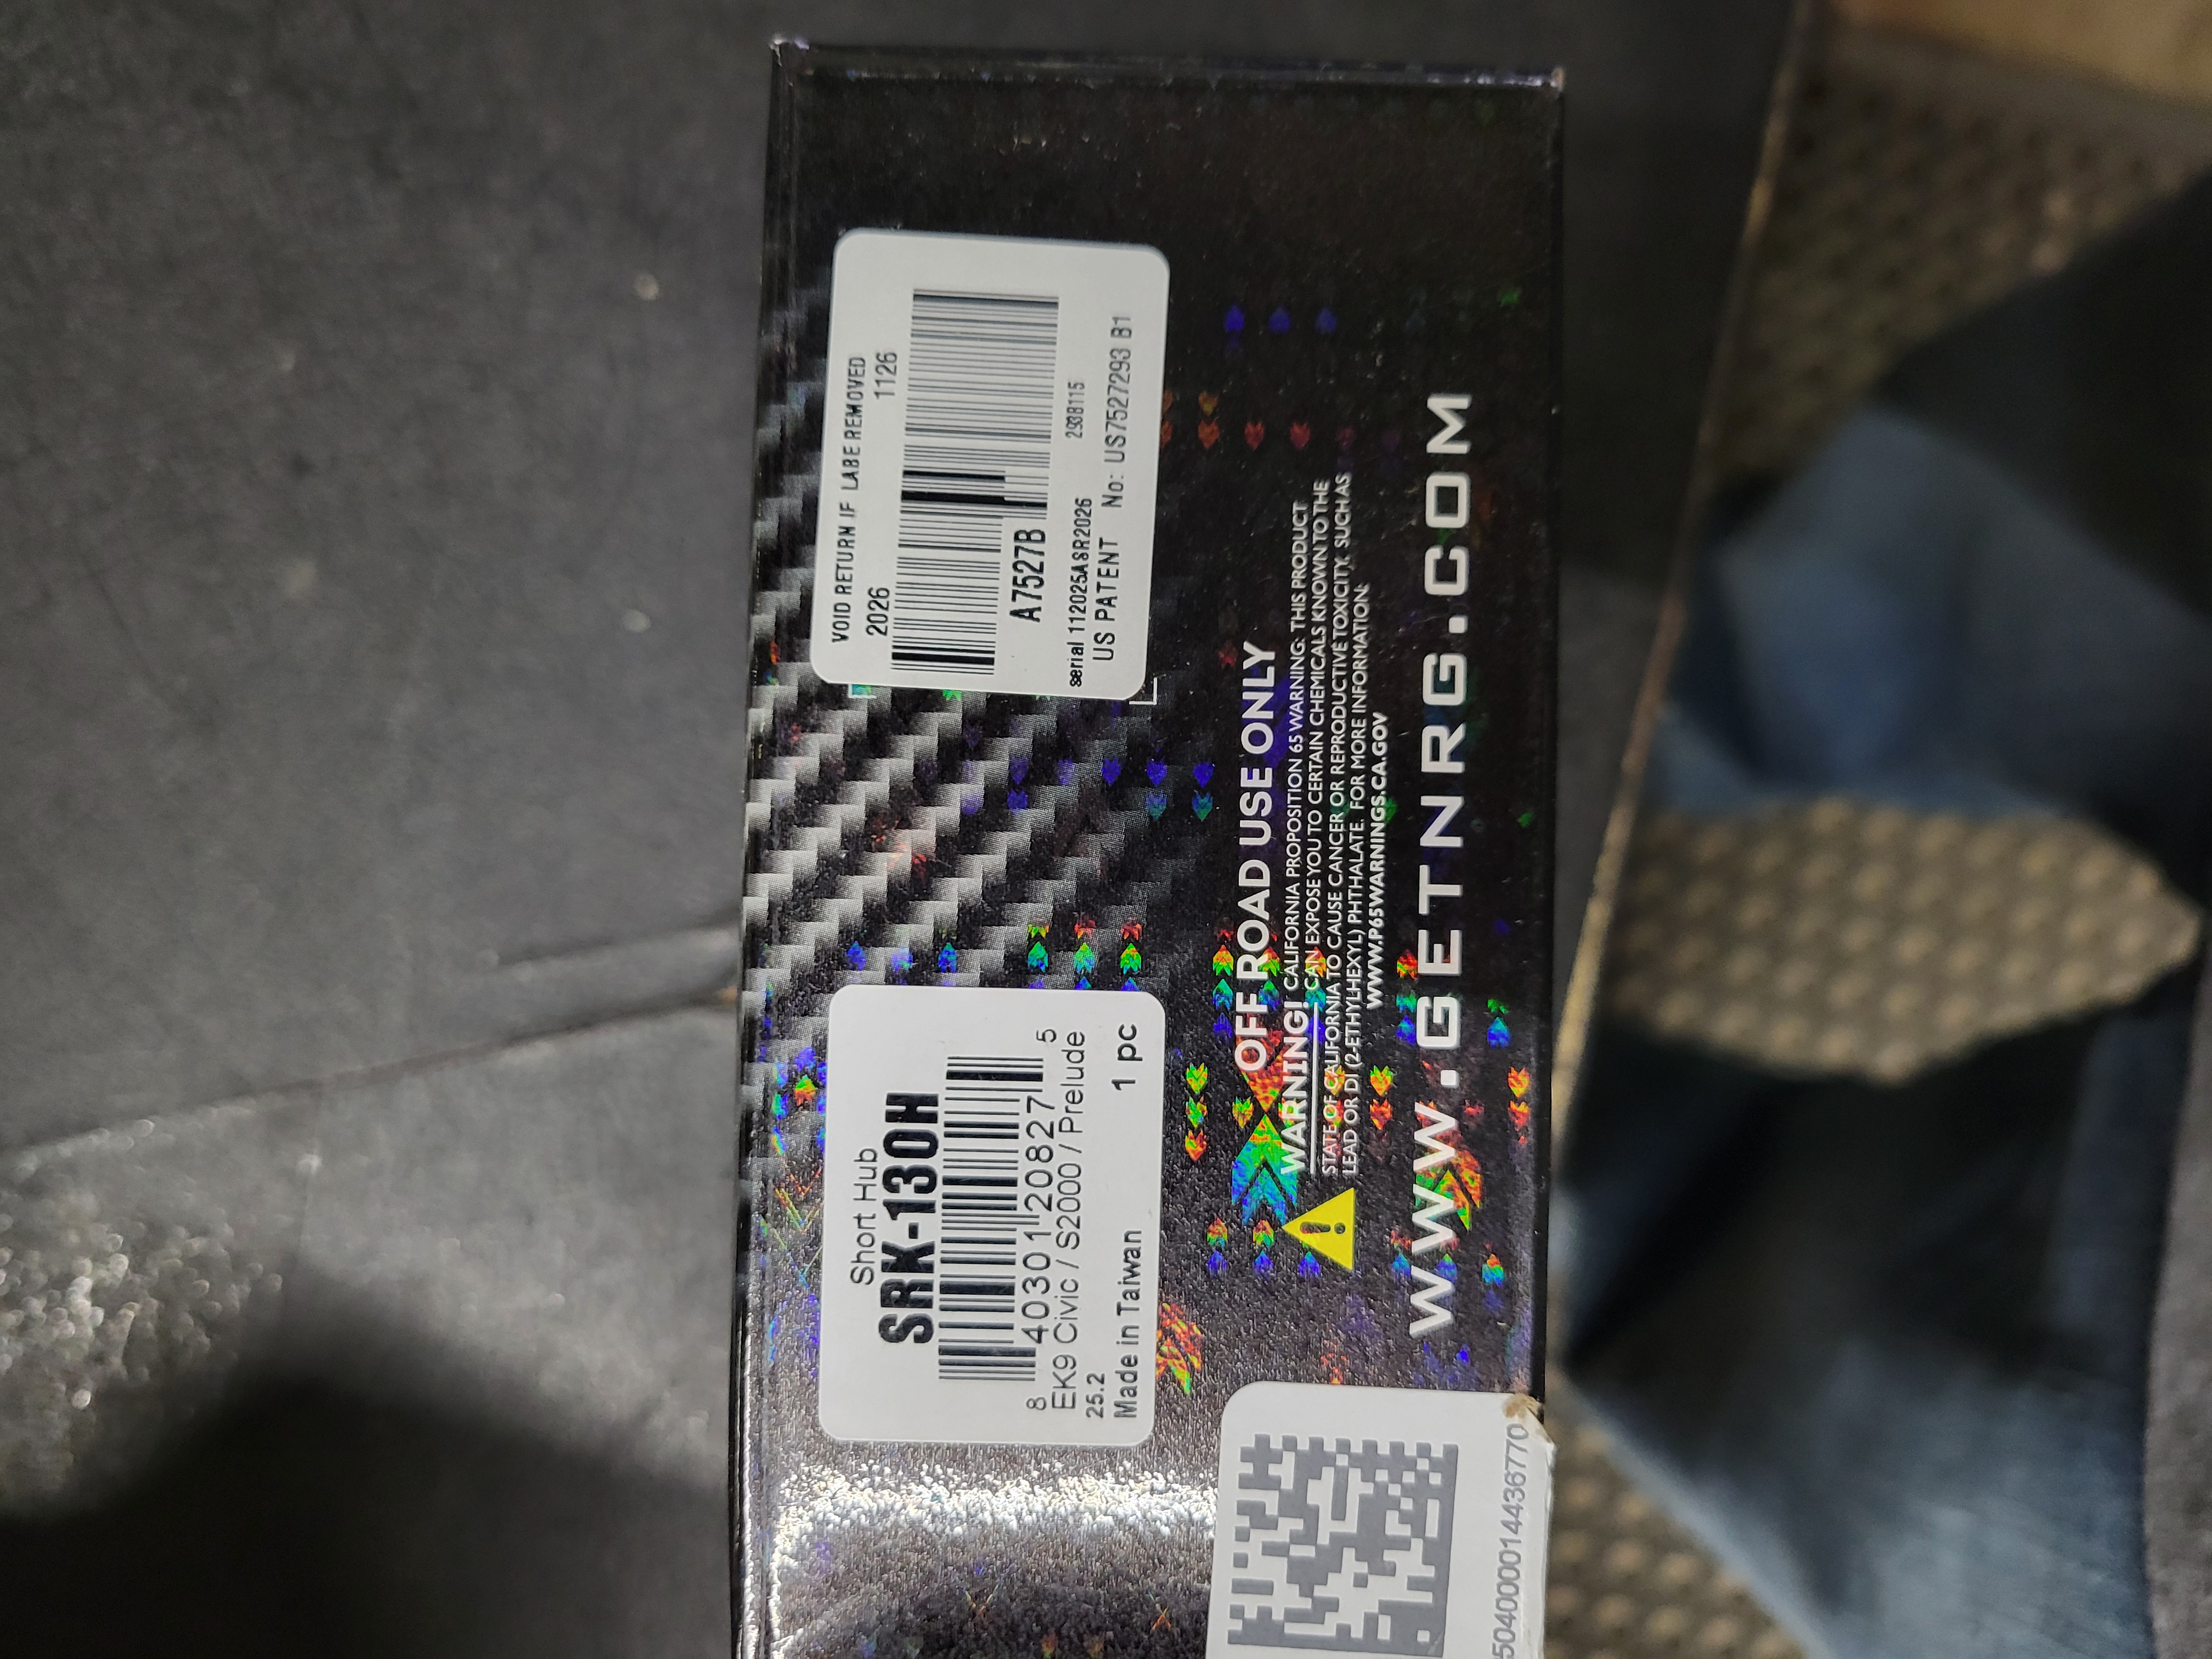 VOID RETURN IF LABE REMOVED
2026 1126
A7527B
serial 112025A8R2026 2938115
US PATENT No: US7527293 B1
Short Hub
SRK-130H
8 40301 20827 5
EK9 Civic / S2000 / Prelude
25.2
Made in Taiwan 1 pc
OFF ROAD USE ONLY
WARNING! CALIFORNIA PROPOSITION 65 WARNING: THIS PRODUCT
CAN EXPOSE YOU TO CERTAIN CHEMICALS KNOWN TO THE
STATE OF CALIFORNIA TO CAUSE CANCER OR REPRODUCTIVE TOXICITY. SUCH AS
LEAD OR DI (2-ETHYLHEXYL) PHTHALATE. FOR MORE INFORMATION:
WWW.P65WARNINGS.CA.GOV
WWW.GETNRG.COM
504000014436770